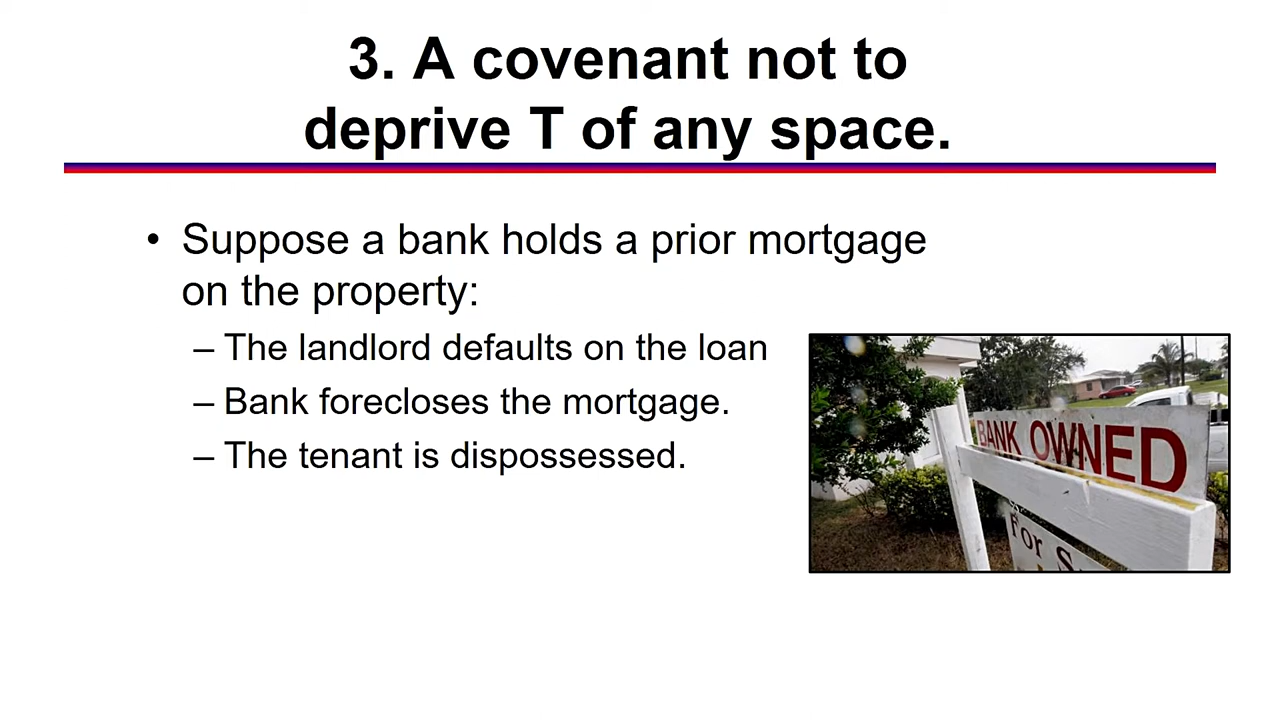 3. A covenant not to
deprive T of any space.
• Suppose a bank holds a prior mortgage
on the property:
– The landlord defaults on the loan
– Bank forecloses the mortgage.
– The tenant is dispossessed.
BANK OWNED
For